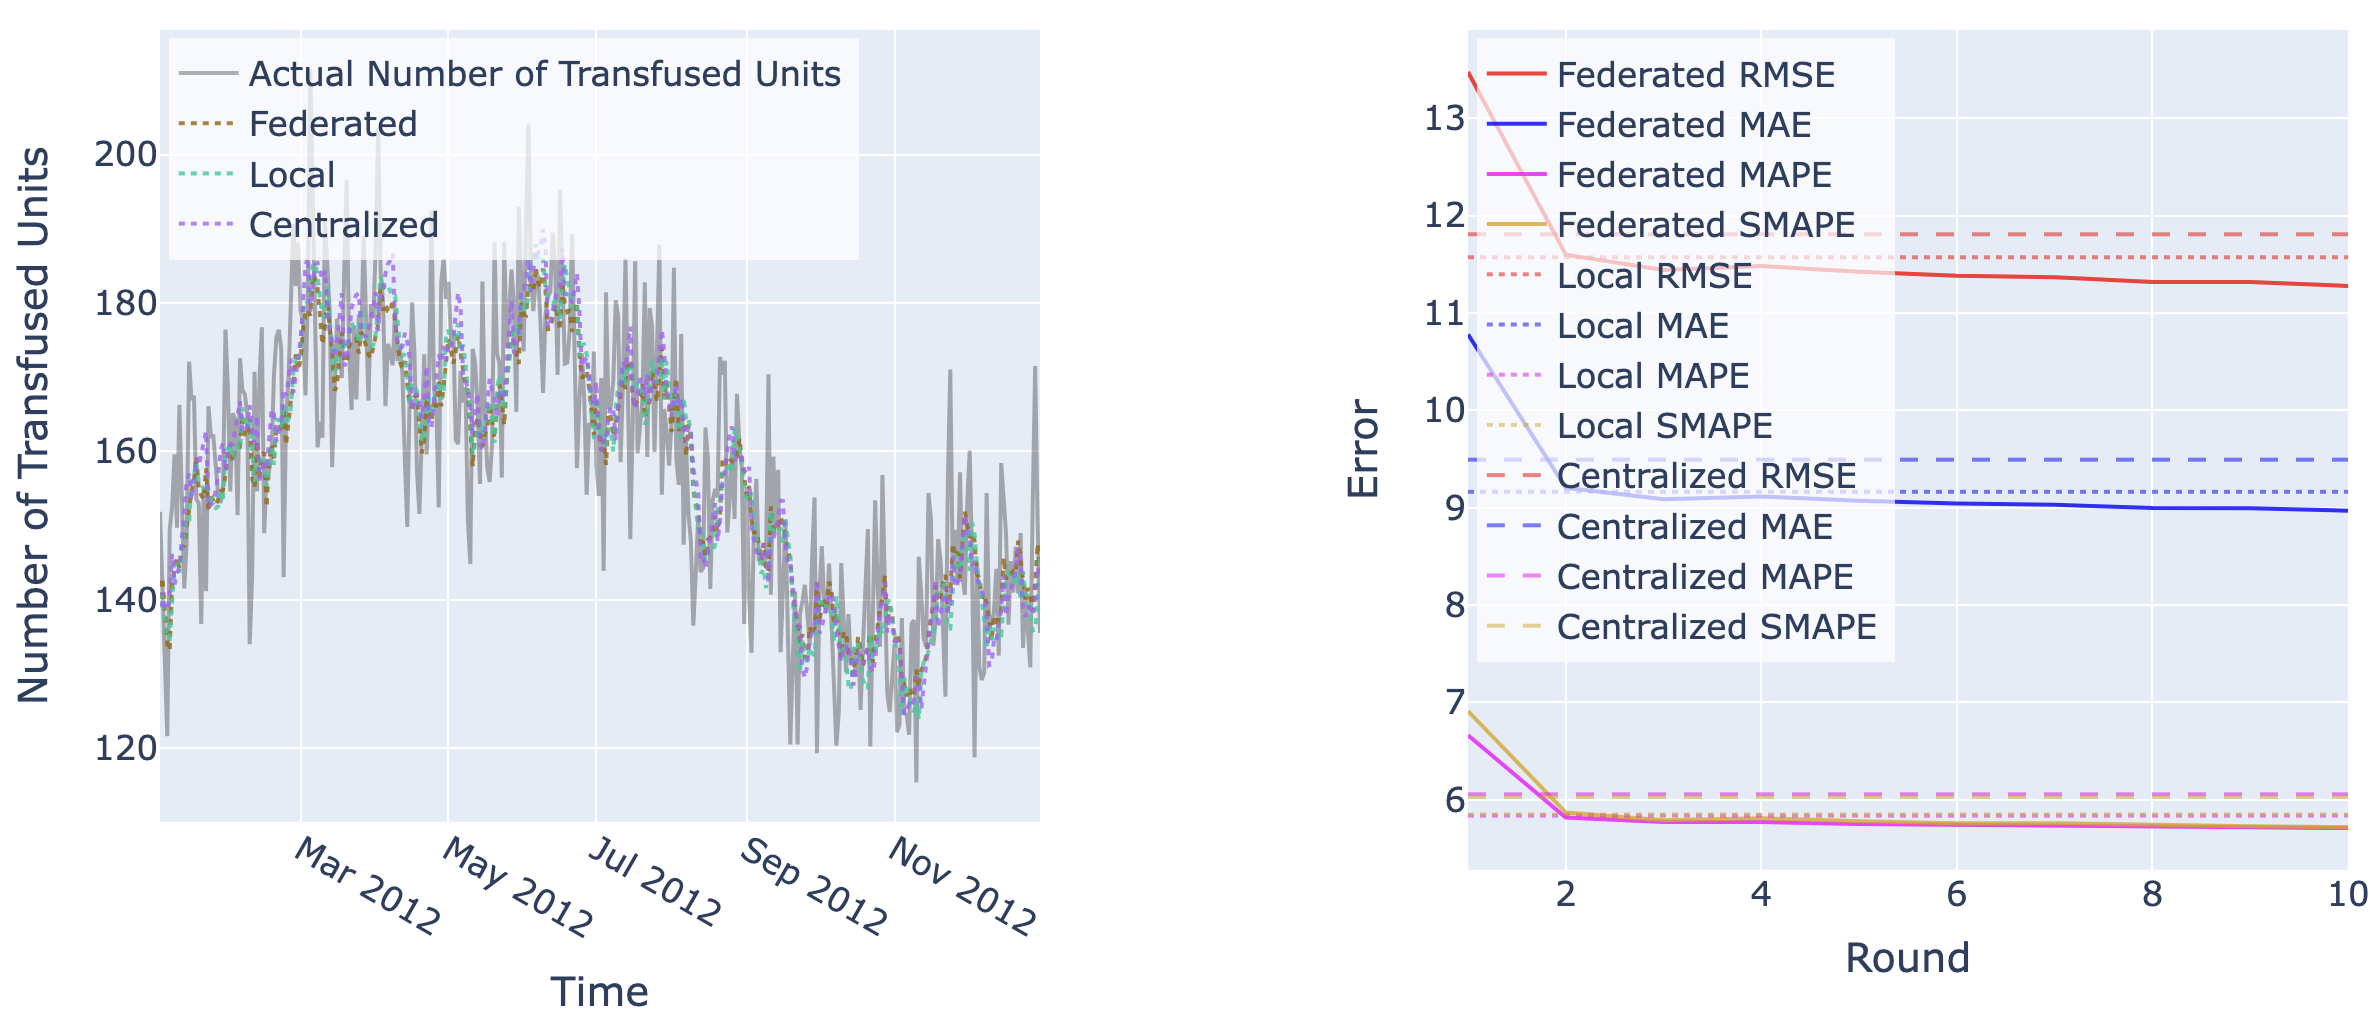 Actual Number of Transfused Units
Federated
Local
Centralized
200
180
160
140
120
Number of Transfused Units
Mar 2012
May 2012
Jul 2012
Sep 2012
Nov 2012
Time
Federated RMSE
Federated MAE
Federated MAPE
Federated SMAPE
Local RMSE
Local MAE
Local MAPE
Local SMAPE
Centralized RMSE
Centralized MAE
Centralized MAPE
Centralized SMAPE
13
12
11
10
9
8
7
6
Error
2
4
6
8
10
Round